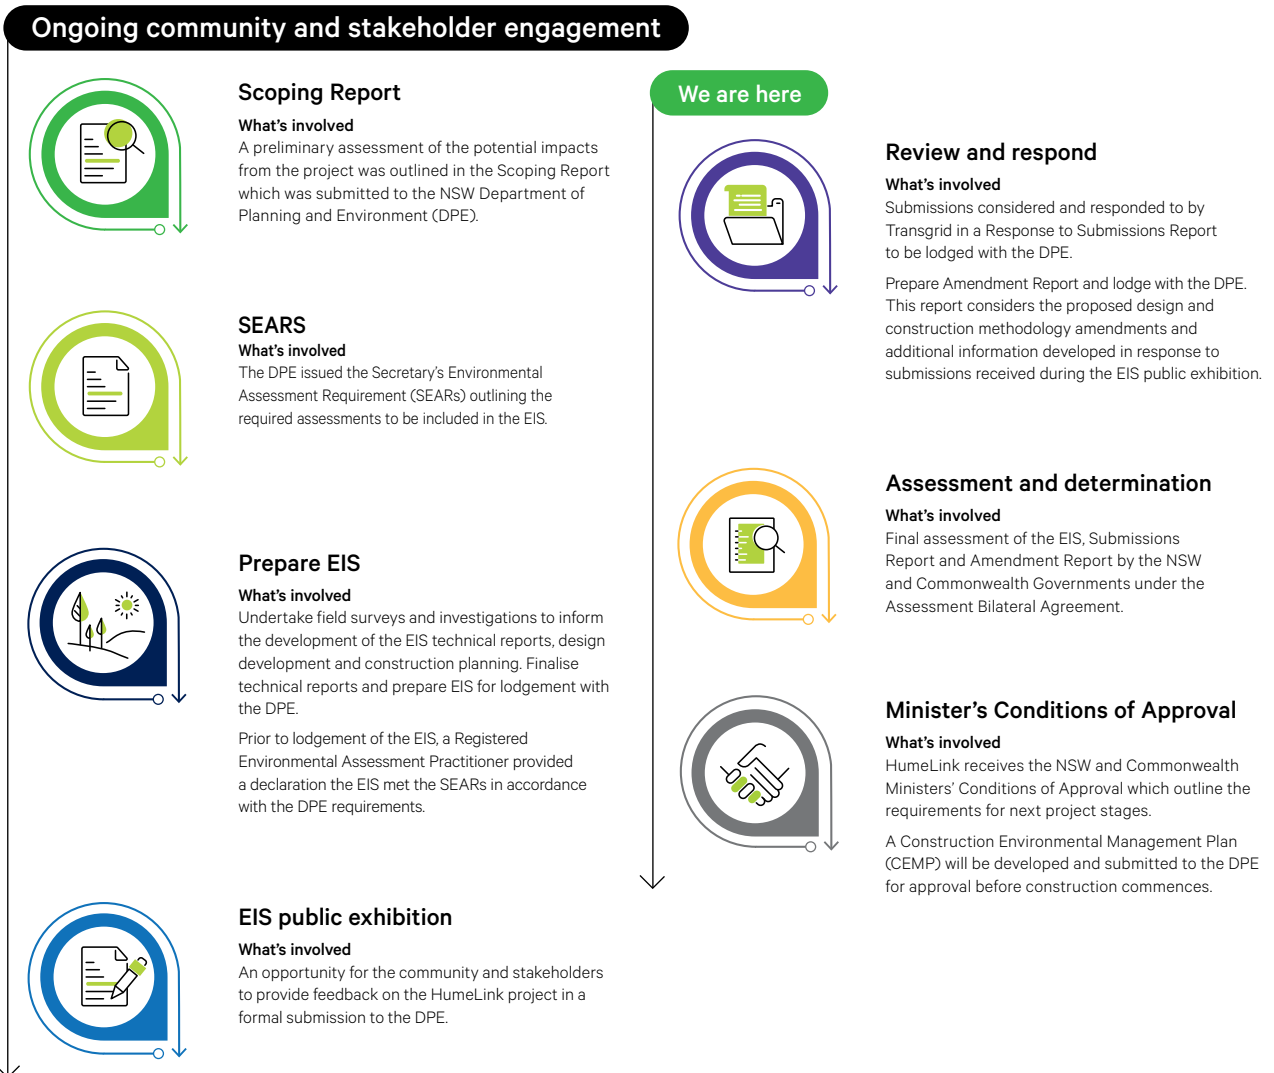 Ongoing community and stakeholder engagement
Scoping Report
What's involved
A preliminary assessment of the potential impacts
from the project was outlined in the Scoping Report
which was submitted to the NSW Department of
Planning and Environment (DPE).
SEARS
What's involved
The DPE issued the Secretary's Environmental
Assessment Requirement (SEARs) outlining the
required assessments to be included in the EIS.
Prepare EIS
What's involved
Undertake field surveys and investigations to inform
the development of the EIS technical reports, design
development and construction planning. Finalise
technical reports and prepare EIS for lodgement with
the DPE.
Prior to lodgement of the EIS, a Registered
Environmental Assessment Practitioner provided
a declaration the EIS met the SEARs in accordance
with the DPE requirements.
EIS public exhibition
What's involved
An opportunity for the community and stakeholders
to provide feedback on the HumeLink project in a
formal submission to the DPE.
We are here
Review and respond
What's involved
Submissions considered and responded to by
Transgrid in a Response to Submissions Report
to be lodged with the DPE.
Prepare Amendment Report and lodge with the DPE.
This report considers the proposed design and
construction methodology amendments and
additional information developed in response to
submissions received during the EIS public exhibition.
Assessment and determination
What's involved
Final assessment of the EIS, Submissions
Report and Amendment Report by the NSW
and Commonwealth Governments under the
Assessment Bilateral Agreement.
Minister's Conditions of Approval
What's involved
HumeLink receives the NSW and Commonwealth
Ministers' Conditions of Approval which outline the
requirements for next project stages.
A Construction Environmental Management Plan
(CEMP) will be developed and submitted to the DPE
for approval before construction commences.